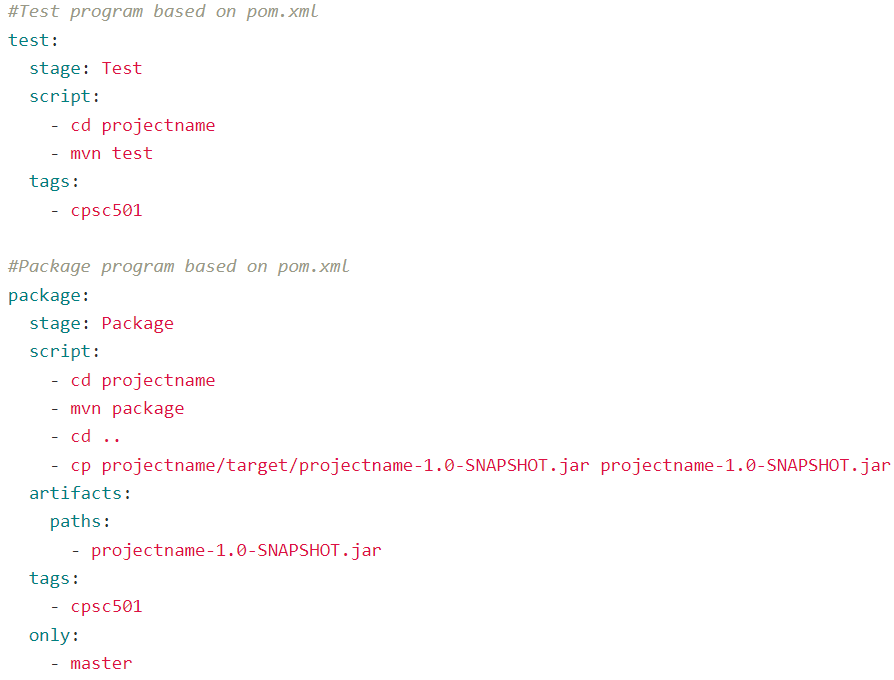 #Test program based on pom.xml
test:
  stage: Test
  script:
    - cd projectname
    - mvn test
  tags:
    - cpsc501

#Package program based on pom.xml
package:
  stage: Package
  script:
    - cd projectname
    - mvn package
    - cd ..
    - cp projectname/target/projectname-1.0-SNAPSHOT.jar projectname-1.0-SNAPSHOT.jar
  artifacts:
    paths:
      - projectname-1.0-SNAPSHOT.jar
  tags:
    - cpsc501
  only:
    - master